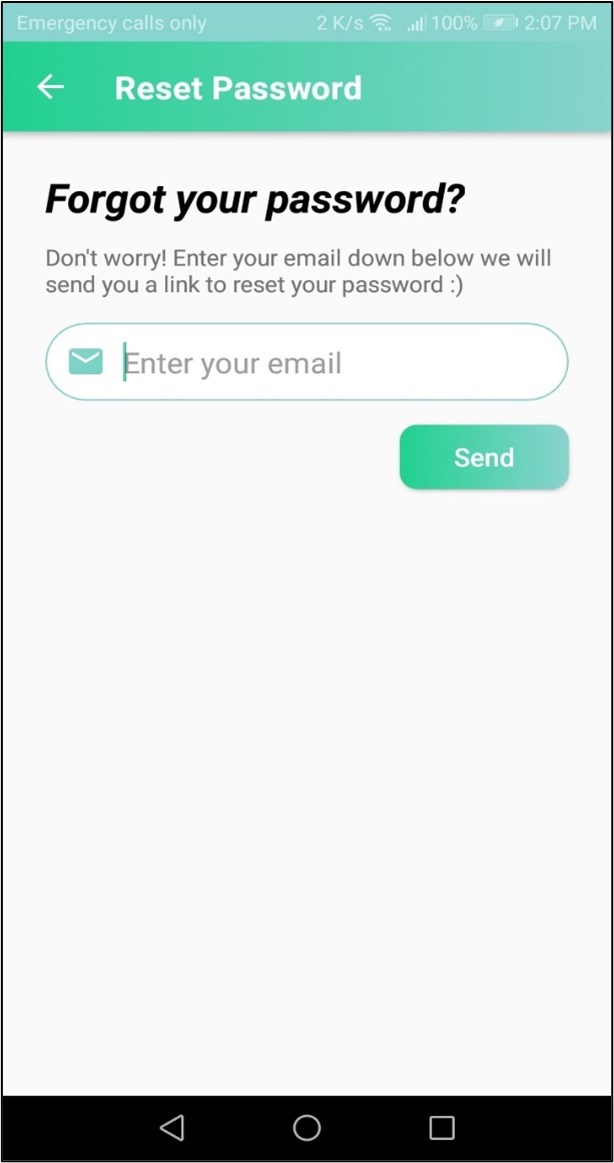 Emergency calls only 2 K/s 100% 2:07 PM
Reset Password
Forgot your password?
Don't worry! Enter your email down below we will
send you a link to reset your password :)
Enter your email
Send